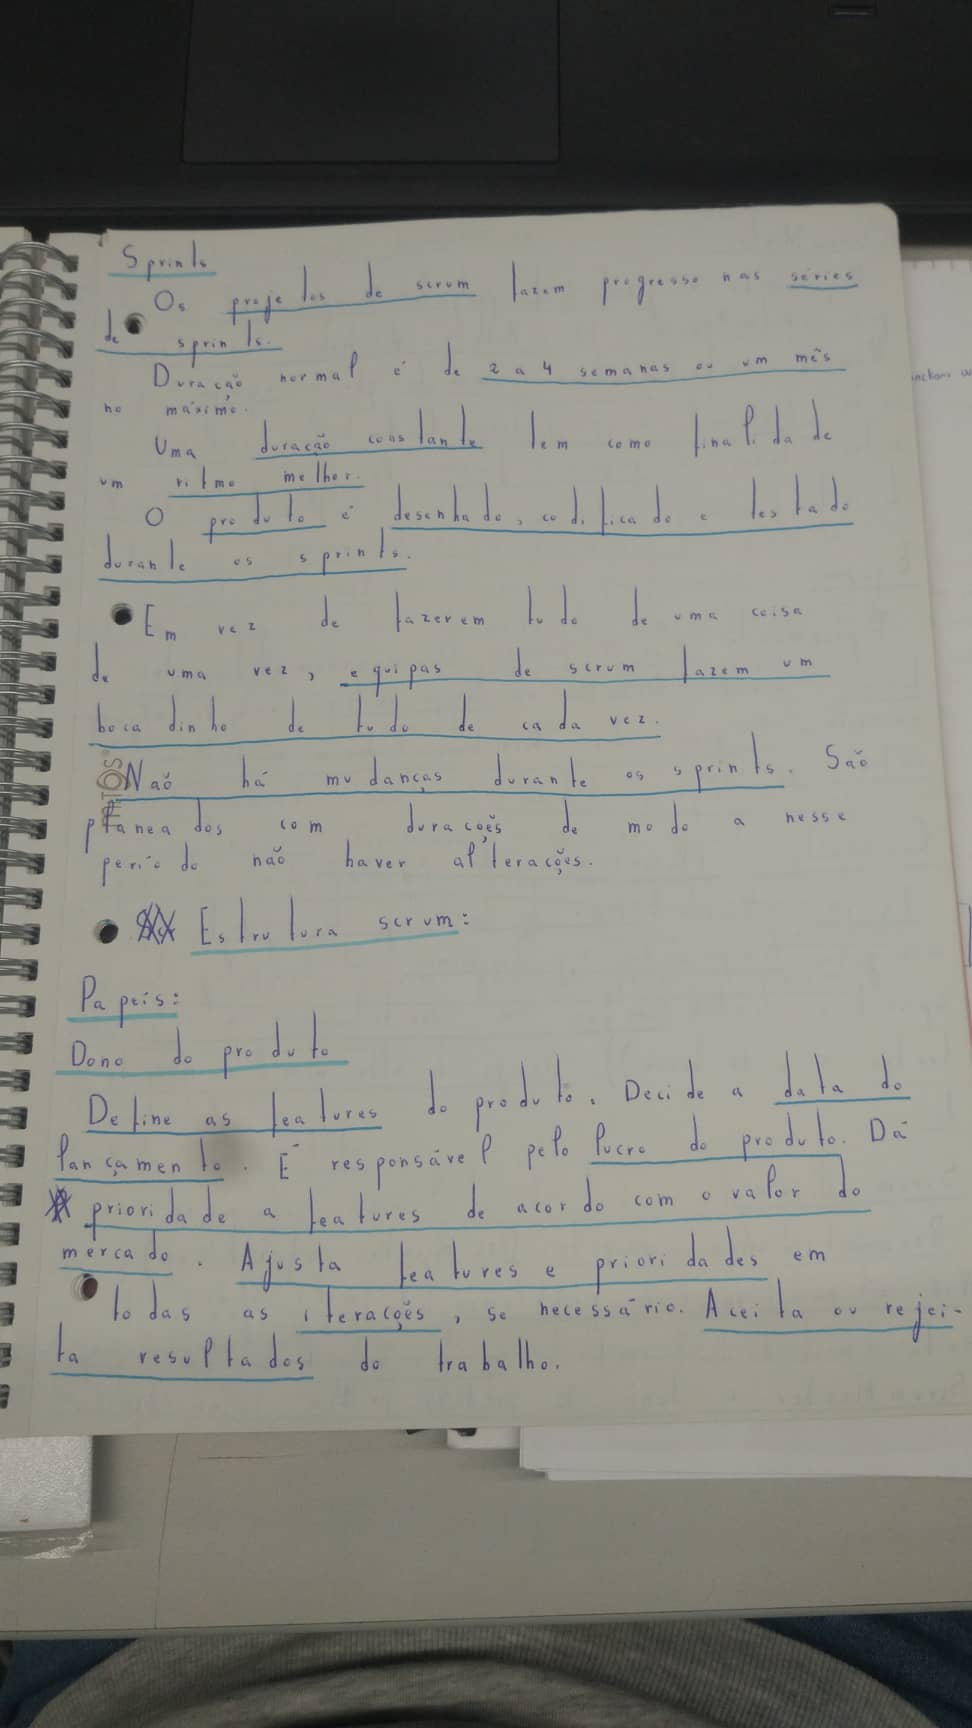 Sprints
Os projetos de scrum fazem progresso nas séries
de sprints.
Duração normal é de 2 a 4 semanas ou um mês
no máximo.
Uma duração constante tem como finalidade
um ritmo melhor.
O produto é desenhado, codificado e testado
durante os sprints.
Em vez de fazerem tudo de uma coisa
de uma vez, equipas de scrum fazem um
bocadinho de tudo de cada vez.
Não há mudanças durante os sprints. São
planeados com durações de modo a nesse
período não haver alterações.
Estrutura scrum:
Papeis:
Dono do produto
Define as features do produto. Decide a data do
lançamento. É responsável pelo lucro do produto. Dá
prioridade a features de acordo com o valor do
mercado. Ajusta features e prioridades em
todas as iterações, se necessário. Aceita ou rejei-
ta resultados do trabalho.